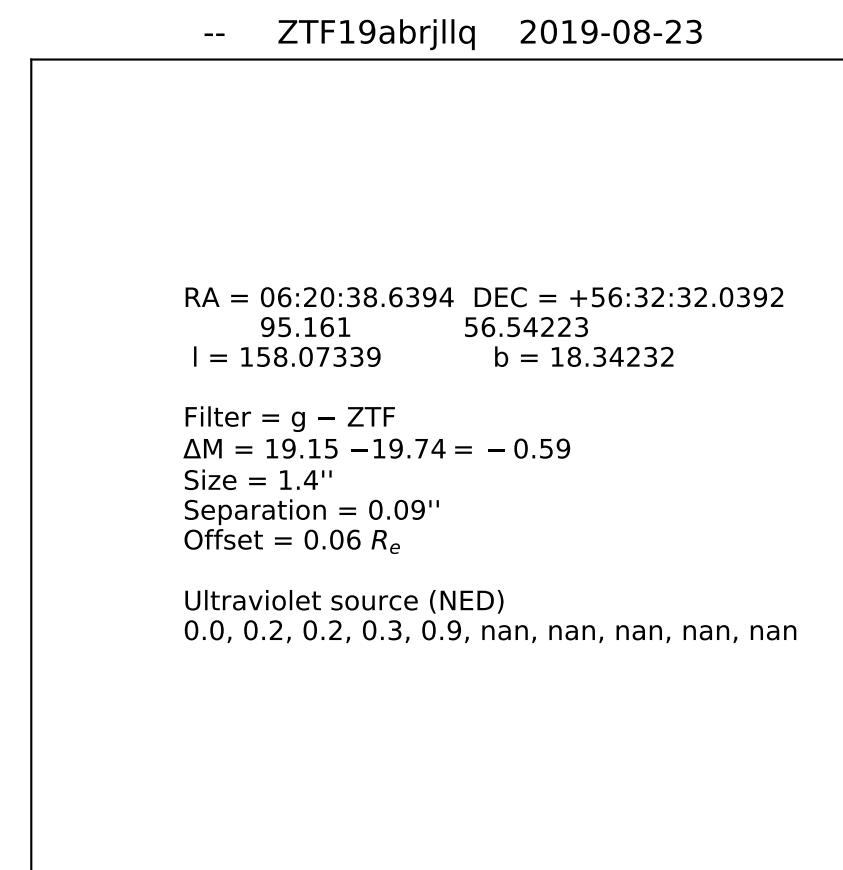 -- ZTF19abrjllq 2019-08-23
RA = 06:20:38.6394 DEC = +56:32:32.0392
95.161 56.54223
l = 158.07339 b = 18.34232
Filter = g − ZTF
ΔM = 19.15 −19.74 = − 0.59
Size = 1.4''
Separation = 0.09''
Offset = 0.06 Re
Ultraviolet source (NED)
0.0, 0.2, 0.2, 0.3, 0.9, nan, nan, nan, nan, nan